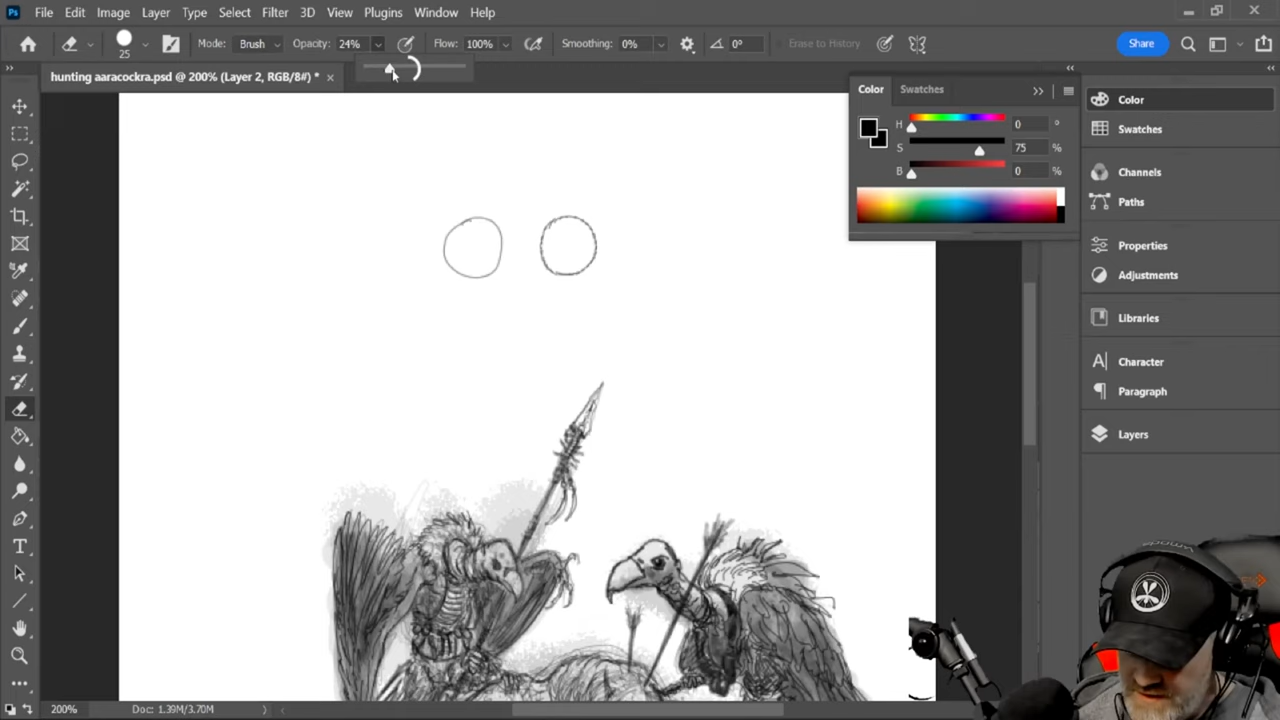 Ps File Edit Image Layer Type Select Filter 3D View Plugins Window Help
25 Mode: Brush Opacity: 24% Flow: 100% Smoothing: 0% 0° Erase to History Share
hunting aaracockra.psd @ 200% (Layer 2, RGB/8#) *
Color Swatches
H 0 °
S 75 %
B 0 %
Color
Swatches
Channels
Paths
Properties
Adjustments
Libraries
Character
Paragraph
Layers
200% Doc: 1.39M/3.70M